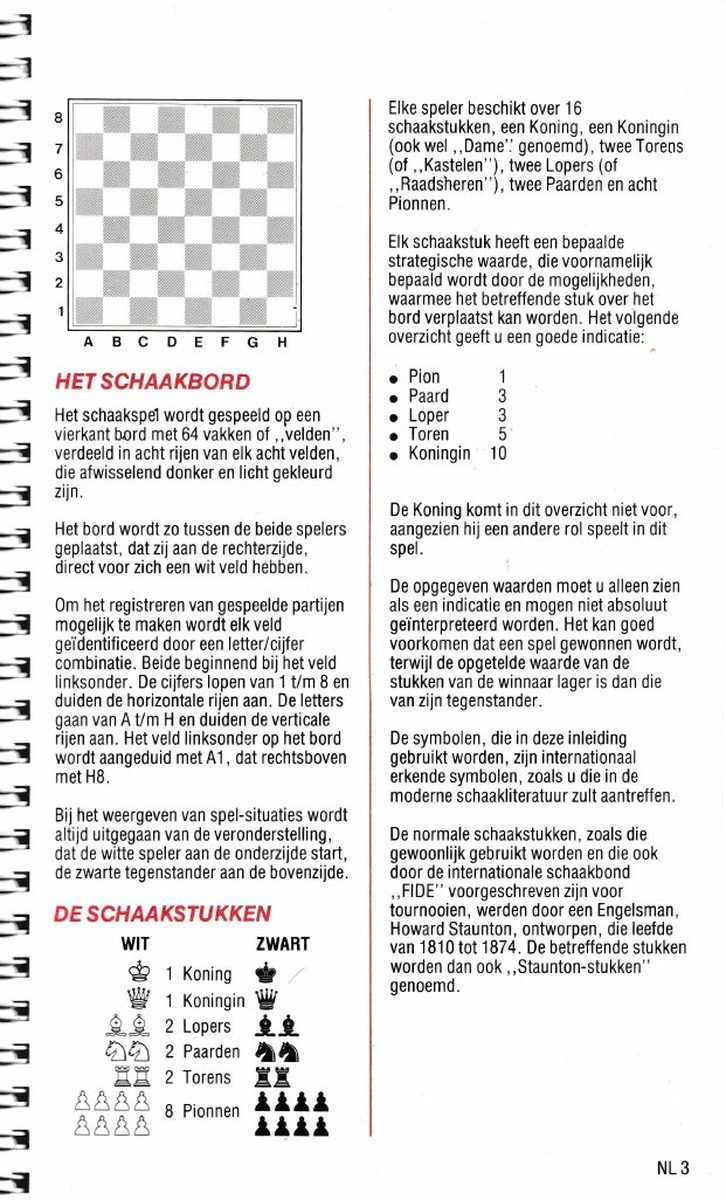 8
7
6
5
4
3
2
1
A B C D E F G H
HET SCHAAKBORD
Het schaakspel wordt gespeeld op een
vierkant bord met 64 vakken of ,,velden'',
verdeeld in acht rijen van elk acht velden,
die afwisselend donker en licht gekleurd
zijn.
Het bord wordt zo tussen de beide spelers
geplaatst, dat zij aan de rechterzijde,
direct voor zich een wit veld hebben.
Om het registreren van gespeelde partijen
mogelijk te maken wordt elk veld
geïdentificeerd door een letter/cijfer
combinatie. Beide beginnend bij het veld
linksonder. De cijfers lopen van 1 t/m 8 en
duiden de horizontale rijen aan. De letters
gaan van A t/m H en duiden de verticale
rijen aan. Het veld linksonder op het bord
wordt aangeduid met A1, dat rechtsboven
met H8.
Bij het weergeven van spel-situaties wordt
altijd uitgegaan van de veronderstelling,
dat de witte speler aan de onderzijde start,
de zwarte tegenstander aan de bovenzijde.
DE SCHAAKSTUKKEN
WIT ZWART
1 Koning
1 Koningin
2 Lopers
2 Paarden
2 Torens
8 Pionnen
Elke speler beschikt over 16
schaakstukken, een Koning, een Koningin
(ook wel ,,Dame'' genoemd), twee Torens
(of ,,Kastelen''), twee Lopers (of
,,Raadsheren''), twee Paarden en acht
Pionnen.
Elk schaakstuk heeft een bepaalde
strategische waarde, die voornamelijk
bepaald wordt door de mogelijkheden,
waarmee het betreffende stuk over het
bord verplaatst kan worden. Het volgende
overzicht geeft u een goede indicatie:
● Pion 1
● Paard 3
● Loper 3
● Toren 5
● Koningin 10
De Koning komt in dit overzicht niet voor,
aangezien hij een andere rol speelt in dit
spel.
De opgegeven waarden moet u alleen zien
als een indicatie en mogen niet absoluut
geïnterpreteerd worden. Het kan goed
voorkomen dat een spel gewonnen wordt,
terwijl de opgetelde waarde van de
stukken van de winnaar lager is dan die
van zijn tegenstander.
De symbolen, die in deze inleiding
gebruikt worden, zijn internationaal
erkende symbolen, zoals u die in de
moderne schaakliteratuur zult aantreffen.
De normale schaakstukken, zoals die
gewoonlijk gebruikt worden en die ook
door de internationale schaakbond
,,FIDE'' voorgeschreven zijn voor
tournooien, werden door een Engelsman,
Howard Staunton, ontworpen, die leefde
van 1810 tot 1874. De betreffende stukken
worden dan ook ,,Staunton-stukken''
genoemd.
NL 3